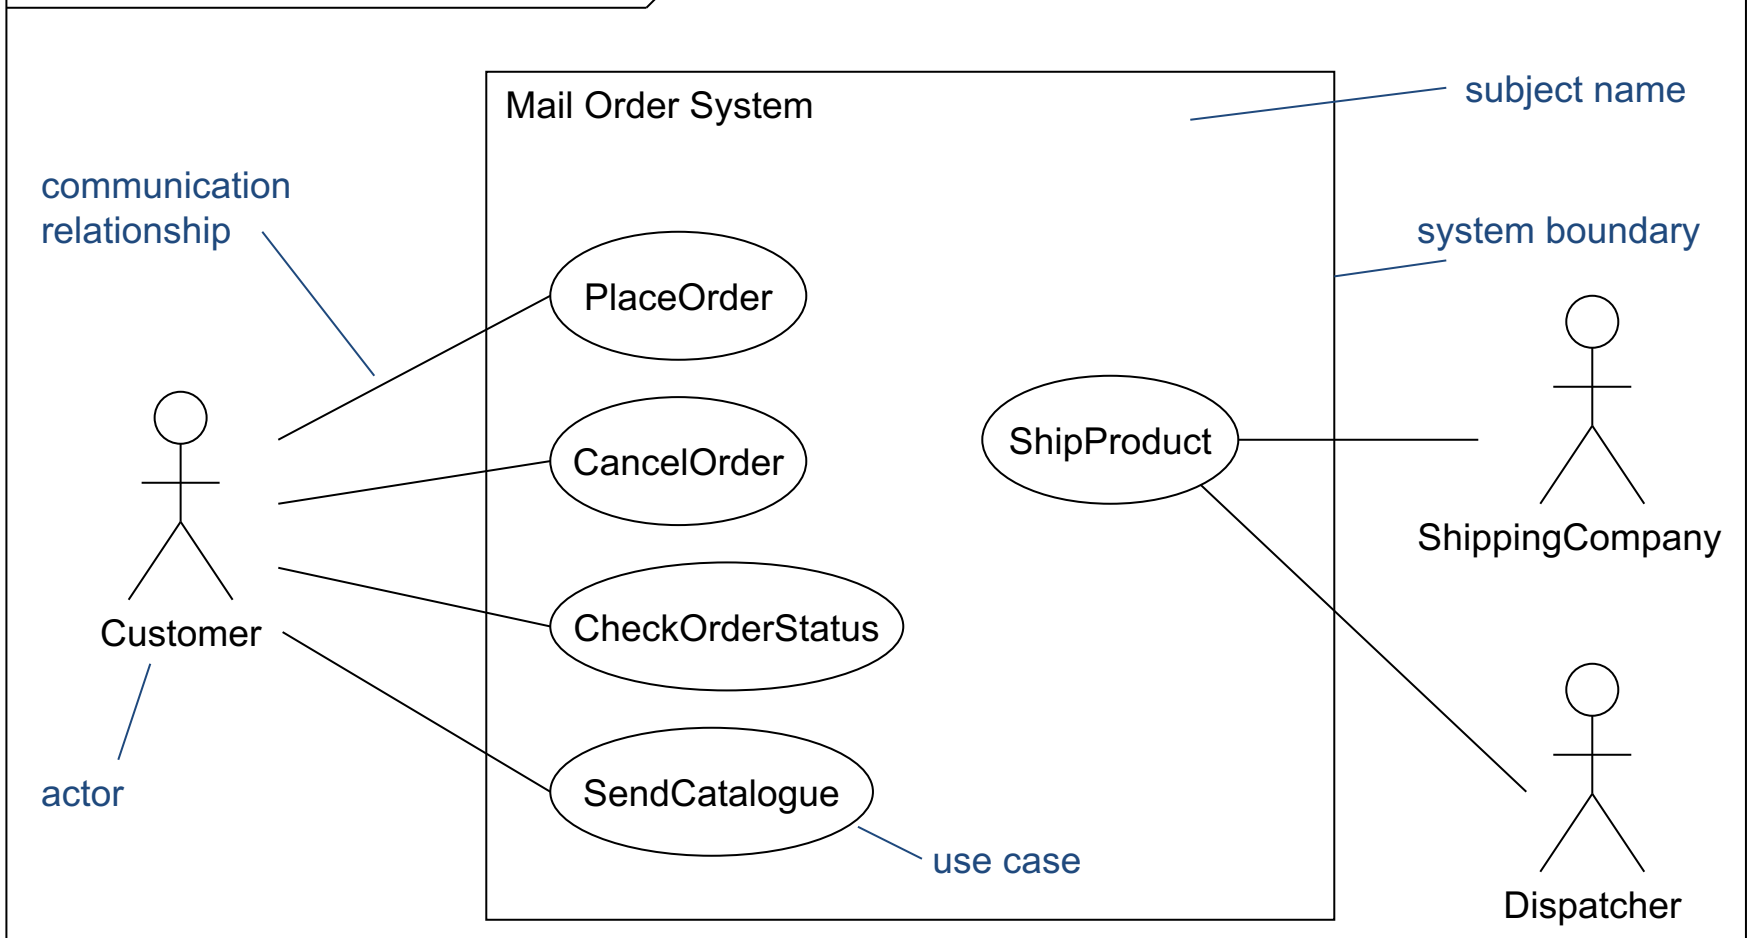 Mail Order System
subject name
communication
relationship
system boundary
PlaceOrder
CancelOrder
ShipProduct
ShippingCompany
CheckOrderStatus
Customer
SendCatalogue
actor
use case
Dispatcher